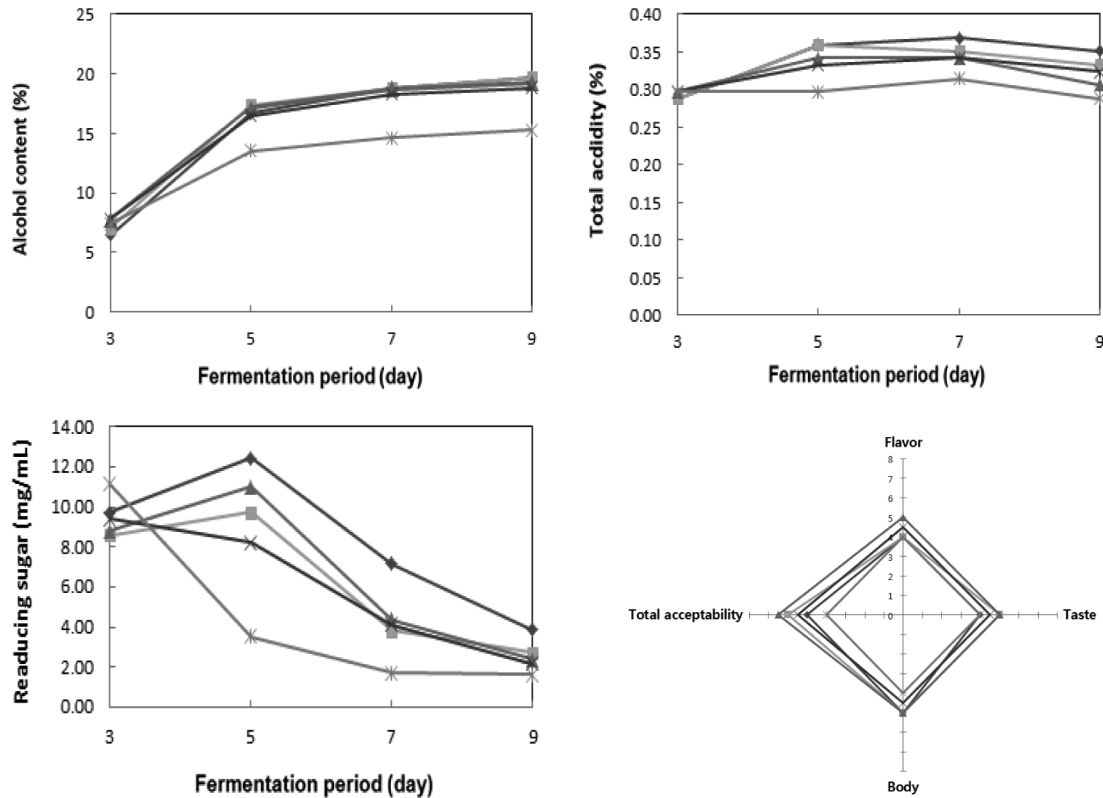 25
20
15
10
5
0
Alcohol content (%)
3 5 7 9
Fermentation period (day)
0.40
0.35
0.30
0.25
0.20
0.15
0.10
0.05
0.00
Total acdidity (%)
3 5 7 9
Fermentation period (day)
14.00
12.00
10.00
8.00
6.00
4.00
2.00
0.00
Readucing sugar (mg/mL)
3 5 7 9
Fermentation period (day)
Flavor
8
7
6
5
4
3
2
1
0
Total acceptability
Taste
Body